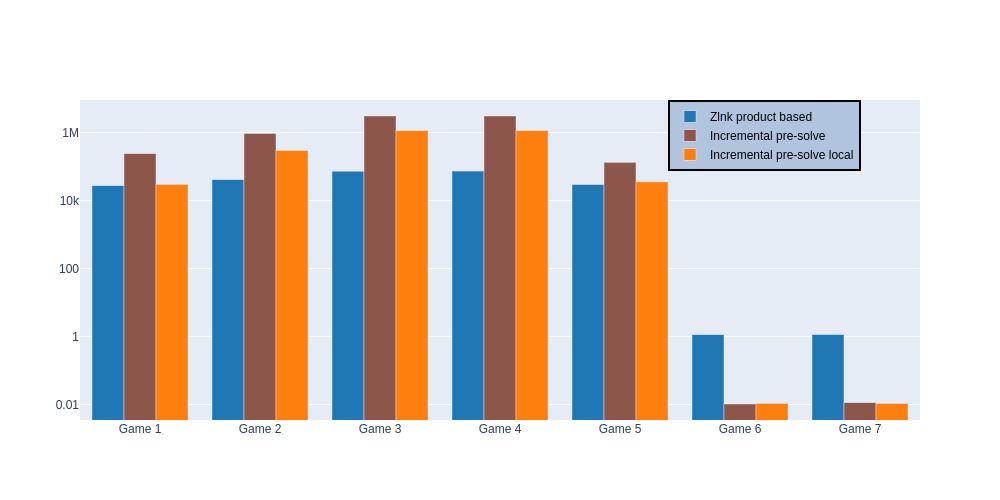 Zlnk product based
Incremental pre-solve
Incremental pre-solve local
1M
10k
100
1
0.01
Game 1
Game 2
Game 3
Game 4
Game 5
Game 6
Game 7